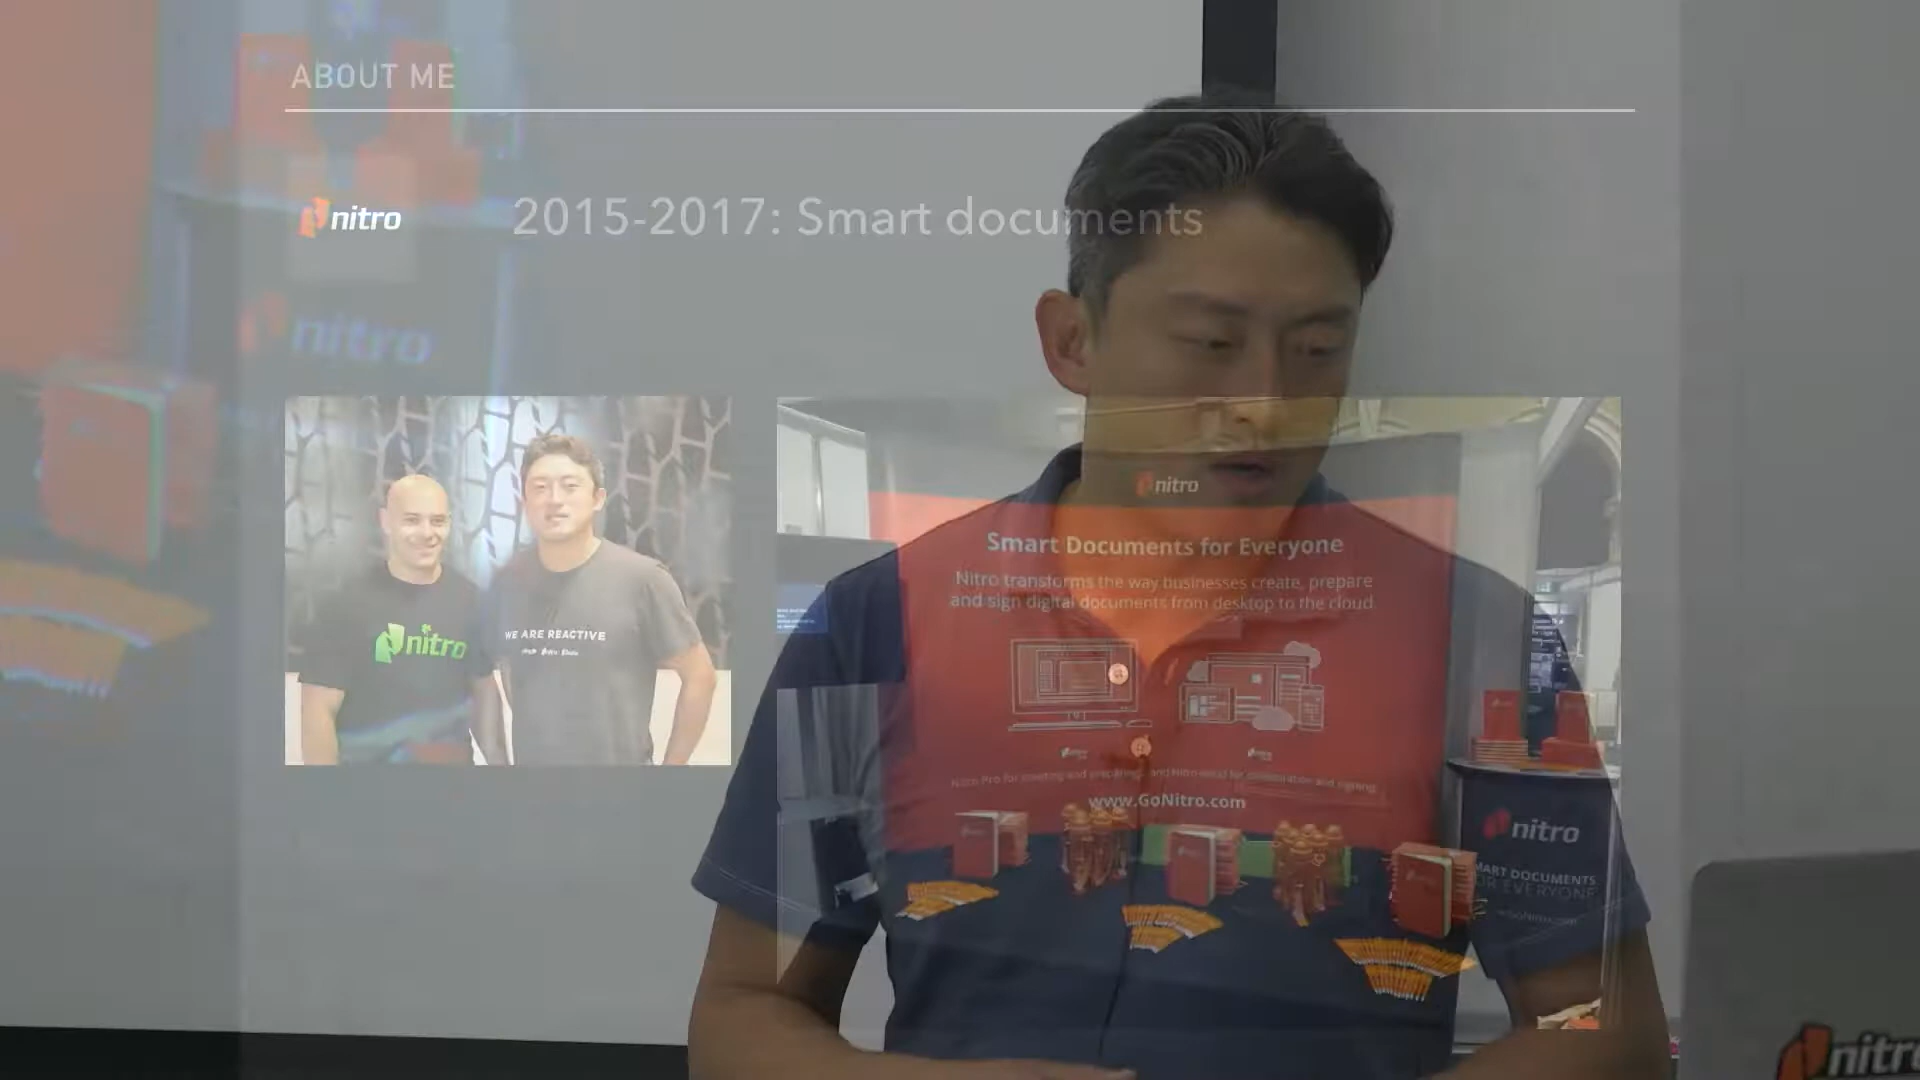 ABOUT ME
nitro
2015-2017: Smart documents
nitro
nitro
Smart Documents for Everyone
Nitro transforms the way businesses create, prepare
and sign digital documents from desktop to the cloud.
nitro
WE ARE REACTIVE
www.GoNitro.com
nitro
SMART DOCUMENTS
FOR EVERYONE
nitro